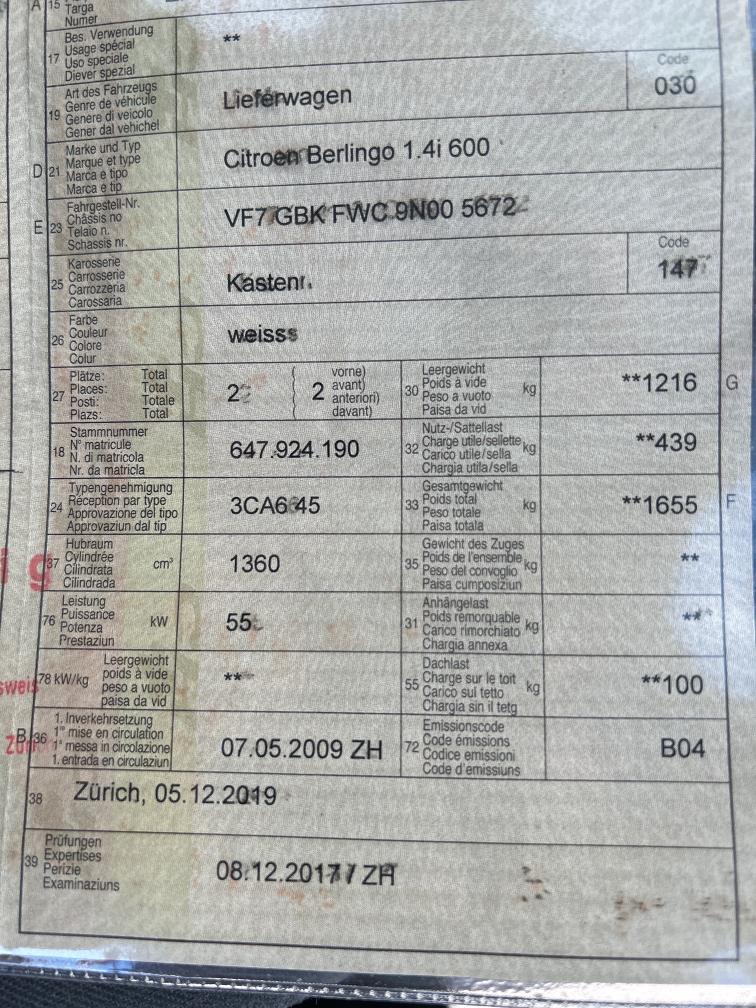 A 15 Targa
Numer
Bes. Verwendung
17 Usage spécial **
Uso speciale
Diever spezial
Art des Fahrzeugs Code
19 Genre de véhicule Lieferwagen 030
Genere di veicolo
Gener dal vehichel
Marke und Typ
D 21 Marque et type Citroen Berlingo 1.4i 600
Marca e tipo
Marca e tip
Fahrgestell-Nr.
E 23 Châssis no VF7 GBK FWC 9N00 5672
Telaio n.
Schassis nr.
Karosserie Code
25 Carrosserie Kastenr. 147
Carrozzeria
Carossaria
Farbe
26 Couleur weisss
Colore
Colur
Plätze: Total vorne) Leergewicht
27 Places: Total 2 ( 2 avant) 30 Poids à vide kg **1216 G
Posti: Totale anteriori) Peso a vuoto
Plazs: Total davant) Paisa da vid
Stammnummer Nutz-/Sattellast
18 N° matricule 647.924.190 32 Charge utile/sellette kg **439
N. di matricola Carico utile/sella
Nr. da matricla Chargia utila/sella
Typengenehmigung Gesamtgewicht
24 Réception par type 3CA645 33 Poids total kg **1655 F
Approvazione del tipo Peso totale
Approvaziun dal tip Paisa totala
Hubraum Gewicht des Zuges
37 Cylindrée cm³ 1360 35 Poids de l'ensemble kg **
Cilindrata Peso del convoglio
Cilindrada Paisa cumposiziun
Leistung Anhängelast
76 Puissance kW 55 31 Poids remorquable kg **
Potenza Carico rimorchiato
Prestaziun Chargia annexa
Leergewicht Dachlast
78 kW/kg poids à vide ** 55 Charge sur le toit kg **100
peso a vuoto Carico sul tetto
paisa da vid Chargia sin il tetg
1. Inverkehrsetzung Emissionscode
B 36 1re mise en circulation 07.05.2009 ZH 72 Code émissions B04
1a messa in circolazione Codice emissioni
1. entrada en circulaziun Code d'emissiuns
38 Zürich, 05.12.2019
Prüfungen
39 Expertises 08.12.2017 / ZH
Perizie
Examinaziuns